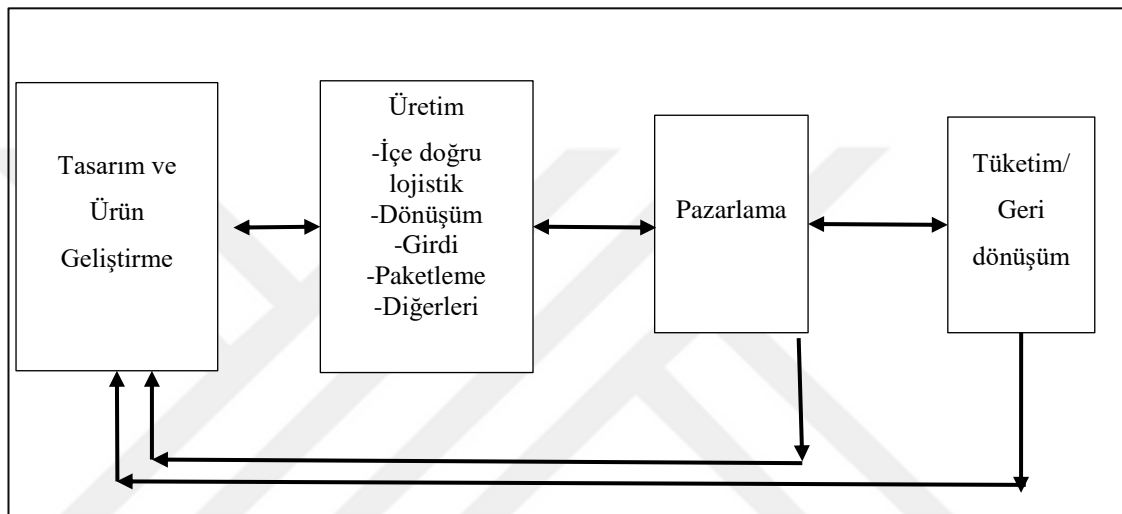 Tasarım ve
Ürün
Geliştirme
Üretim
-İçe doğru
lojistik
-Dönüşüm
-Girdi
-Paketleme
-Diğerleri
Pazarlama
Tüketim/
Geri
dönüşüm